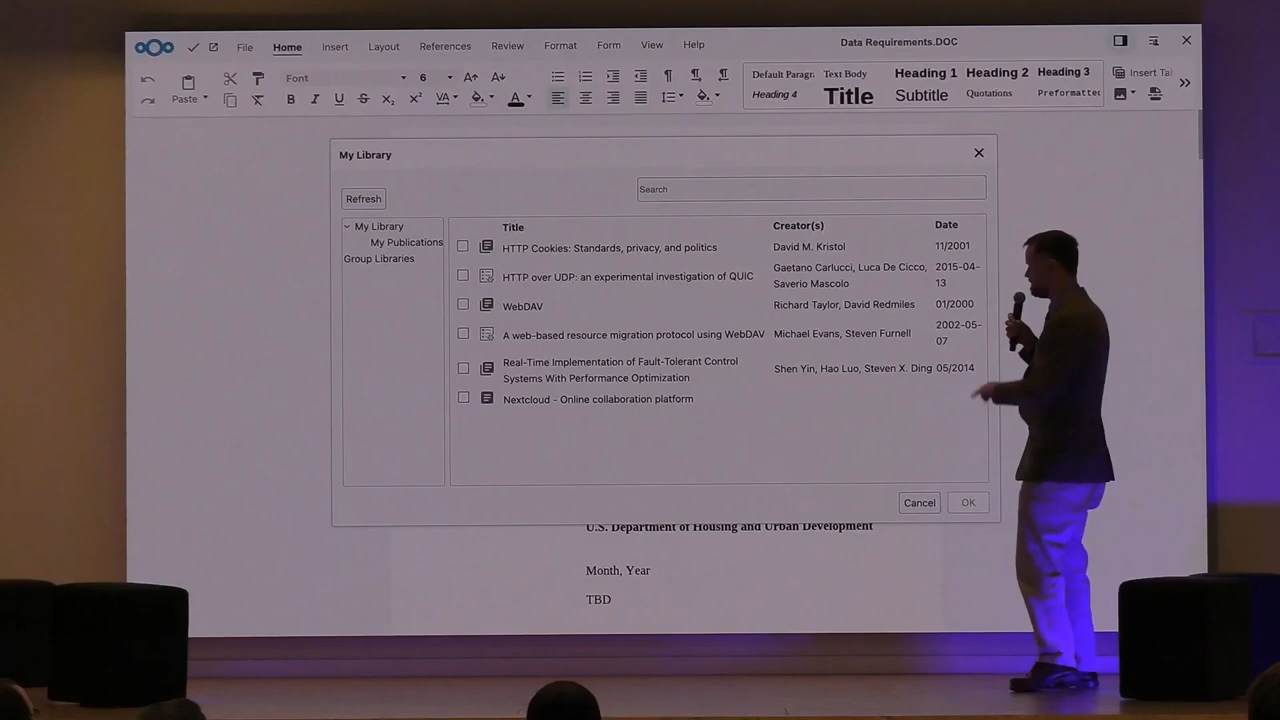 File Home Insert Layout References Review Format Form View Help
Data Requirements.DOC
Paste
Font 6
Default Paragr. Text Body Heading 1 Heading 2 Heading 3
Heading 4 Title Subtitle Quotations Preformatted
Insert Tal
My Library
Refresh
Search
My Library
My Publications
Group Libraries
Title Creator(s) Date
HTTP Cookies: Standards, privacy, and politics David M. Kristol 11/2001
HTTP over UDP: an experimental investigation of QUIC Gaetano Carlucci, Luca De Cicco, Saverio Mascolo 2015-04-13
WebDAV Richard Taylor, David Redmiles 01/2000
A web-based resource migration protocol using WebDAV Michael Evans, Steven Furnell 2002-05-07
Real-Time Implementation of Fault-Tolerant Control
Systems With Performance Optimization Shen Yin, Hao Luo, Steven X. Ding 05/2014
Nextcloud - Online collaboration platform
Cancel OK
U.S. Department of Housing and Urban Development
Month, Year
TBD